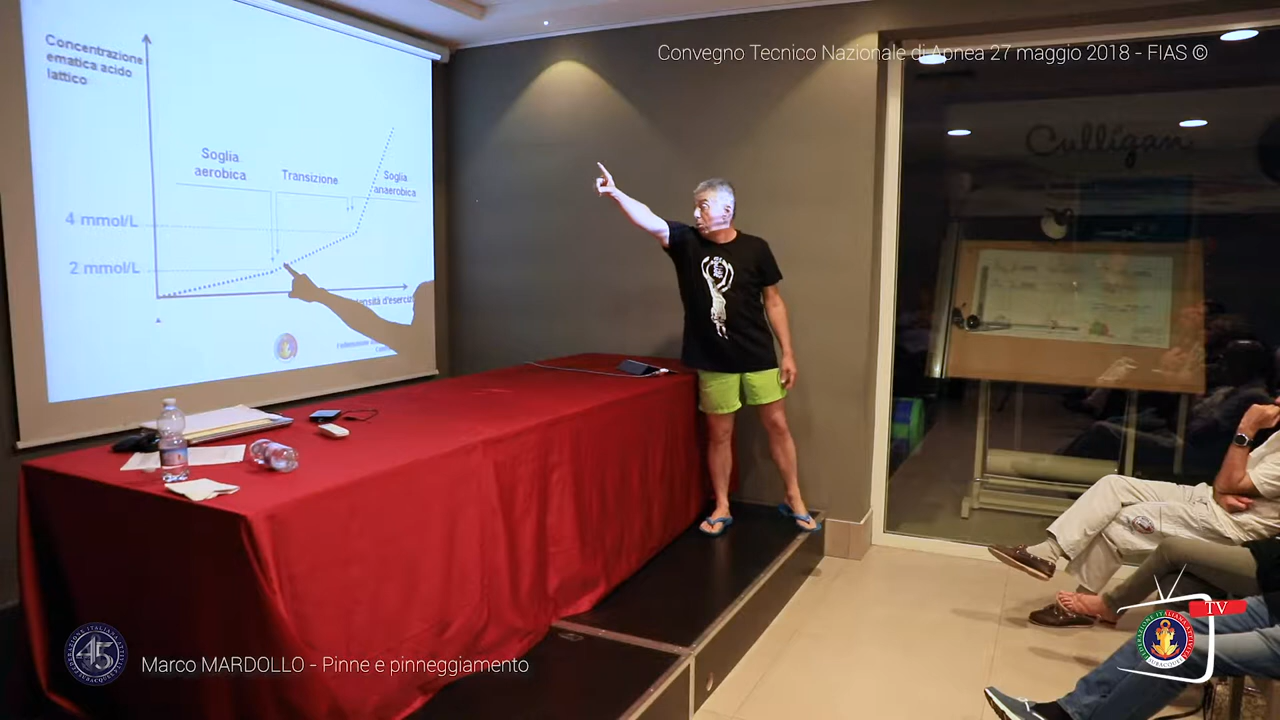 Convegno Tecnico Nazionale di Apnea 27 maggio 2018 - FIAS ©
Concentrazione
ematica acido
lattico
Soglia
aerobica
Transizione
Soglia
anaerobica
4 mmol/L
2 mmol/L
Culligan
TV
45
Marco MARDOLLO - Pinne e pinneggiamento